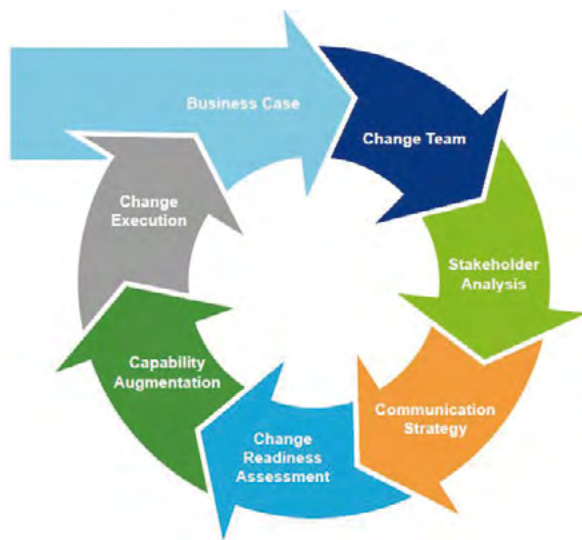 Business Case
Change Team
Stakeholder
Analysis
Communication
Strategy
Change
Readiness
Assessment
Capability
Augmentation
Change
Execution